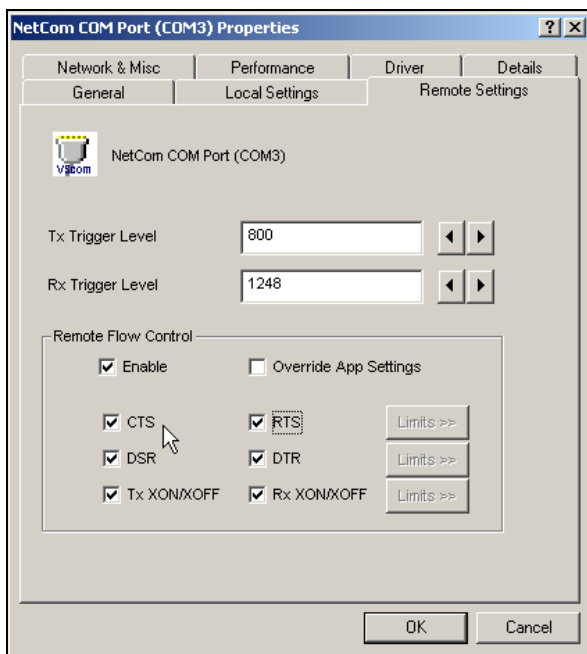 NetCom COM Port (COM3) Properties ? X
Network & Misc Performance Driver Details
General Local Settings Remote Settings
VScom
NetCom COM Port (COM3)
Tx Trigger Level 800
Rx Trigger Level 1248
Remote Flow Control
Enable Override App Settings
CTS RTS Limits >>
DSR DTR Limits >>
Tx XON/XOFF Rx XON/XOFF Limits >>
OK Cancel